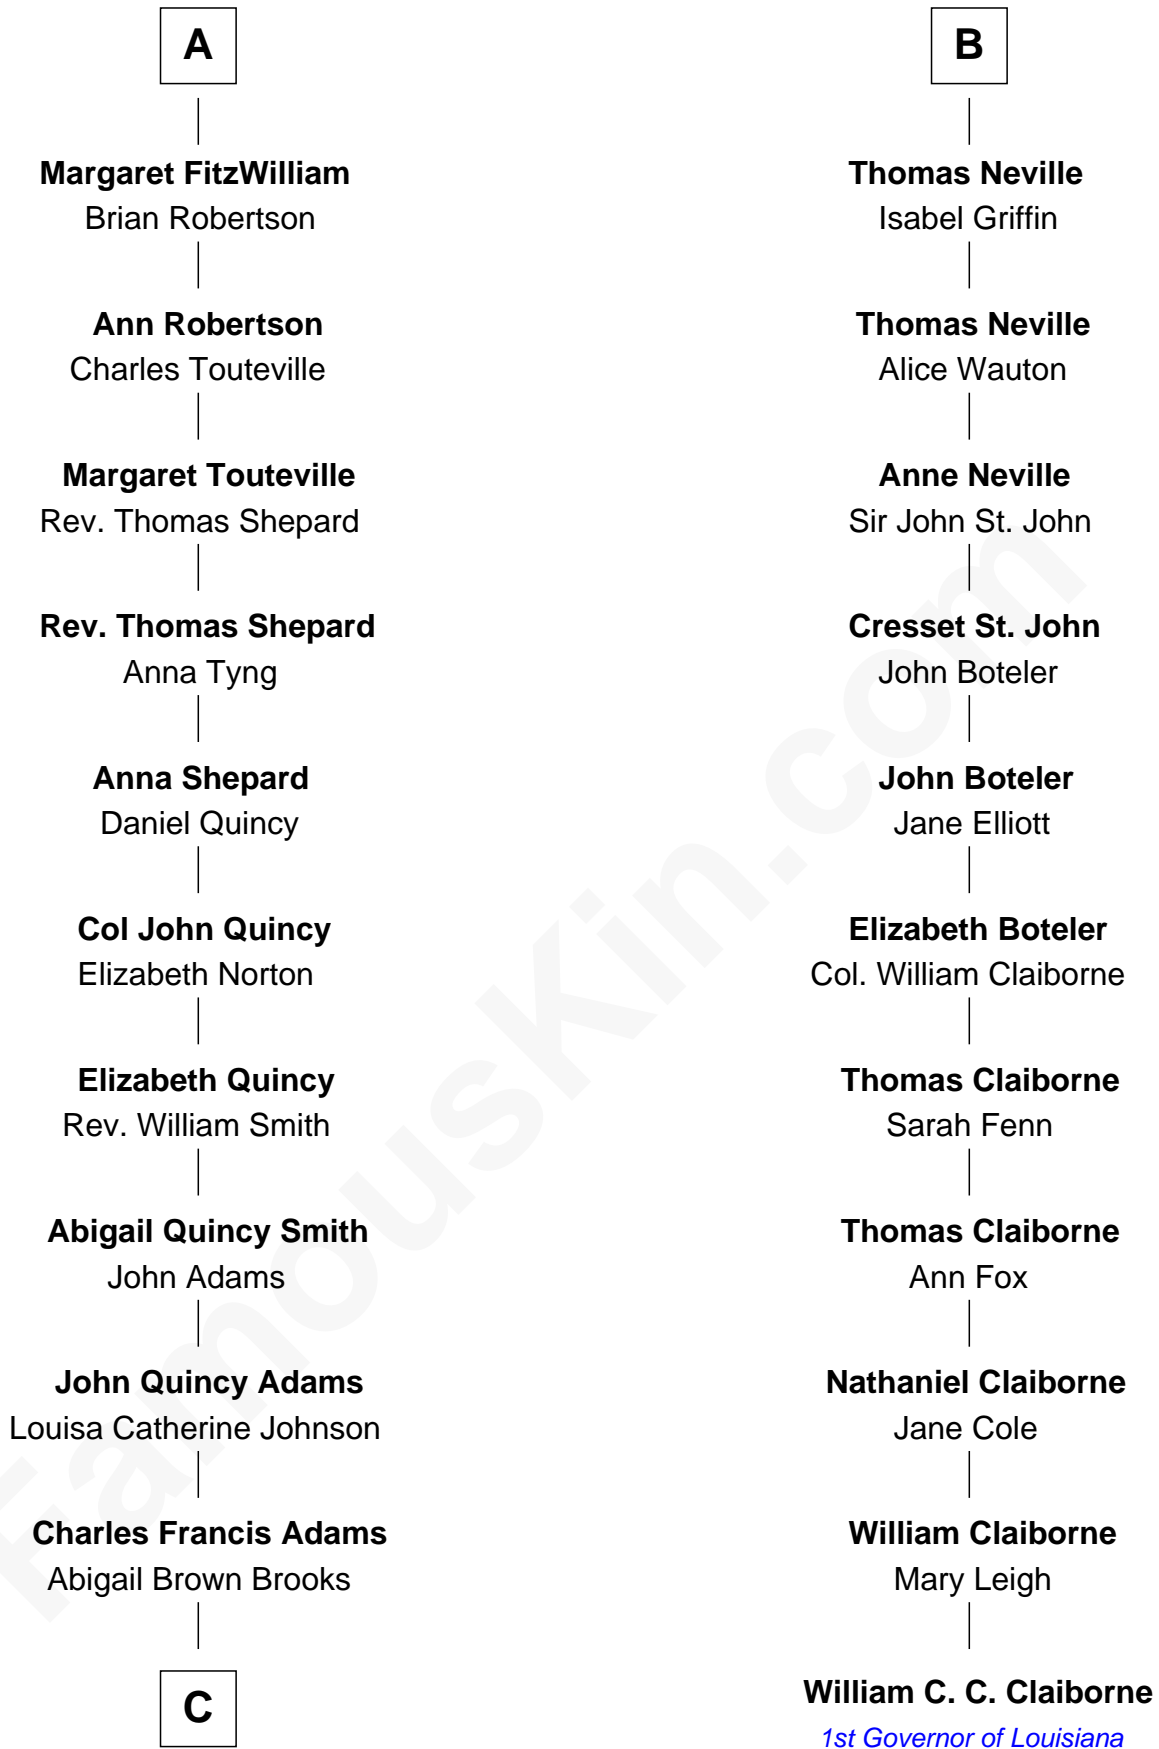 A
Margaret FitzWilliam
Brian Robertson
Ann Robertson
Charles Touteville
Margaret Touteville
Rev. Thomas Shepard
Rev. Thomas Shepard
Anna Tyng
Anna Shepard
Daniel Quincy
Col John Quincy
Elizabeth Norton
Elizabeth Quincy
Rev. William Smith
Abigail Quincy Smith
John Adams
John Quincy Adams
Louisa Catherine Johnson
Charles Francis Adams
Abigail Brown Brooks
C
B
Thomas Neville
Isabel Griffin
Thomas Neville
Alice Wauton
Anne Neville
Sir John St. John
Cresset St. John
John Boteler
John Boteler
Jane Elliott
Elizabeth Boteler
Col. William Claiborne
Thomas Claiborne
Sarah Fenn
Thomas Claiborne
Ann Fox
Nathaniel Claiborne
Jane Cole
William Claiborne
Mary Leigh
William C. C. Claiborne
1st Governor of Louisiana
FamousKin.com